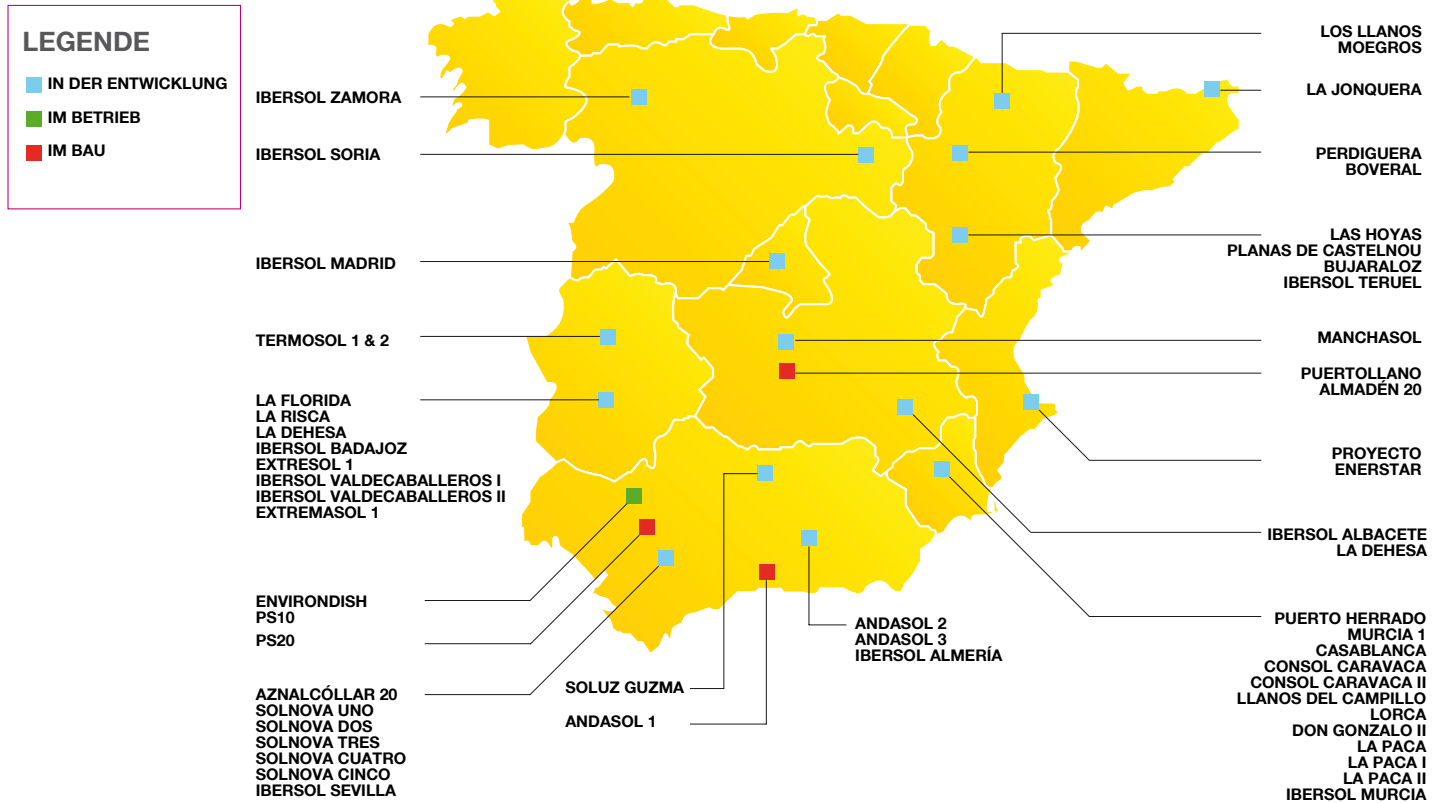 LEGENDE
IN DER ENTWICKLUNG
IM BETRIEB
IM BAU
IBERSOL ZAMORA
IBERSOL SORIA
IBERSOL MADRID
TERMOSOL 1 & 2
LA FLORIDA
LA RISCA
LA DEHESA
IBERSOL BADAJOZ
EXTRESOL 1
IBERSOL VALDECABALLEROS I
IBERSOL VALDECABALLEROS II
EXTREMASOL 1
ENVIRONDISH
PS10
PS20
AZNALCÓLLAR 20
SOLNOVA UNO
SOLNOVA DOS
SOLNOVA TRES
SOLNOVA CUATRO
SOLNOVA CINCO
IBERSOL SEVILLA
SOLUZ GUZMA
ANDASOL 1
ANDASOL 2
ANDASOL 3
IBERSOL ALMERÍA
LOS LLANOS
MOEGROS
LA JONQUERA
PERDIGUERA
BOVERAL
LAS HOYAS
PLANAS DE CASTELNOU
BUJARALOZ
IBERSOL TERUEL
MANCHASOL
PUERTOLLANO
ALMADÉN 20
PROYECTO
ENERSTAR
IBERSOL ALBACETE
LA DEHESA
PUERTO HERRADO
MURCIA 1
CASABLANCA
CONSOL CARAVACA
CONSOL CARAVACA II
LLANOS DEL CAMPILLO
LORCA
DON GONZALO II
LA PACA
LA PACA I
LA PACA II
IBERSOL MURCIA